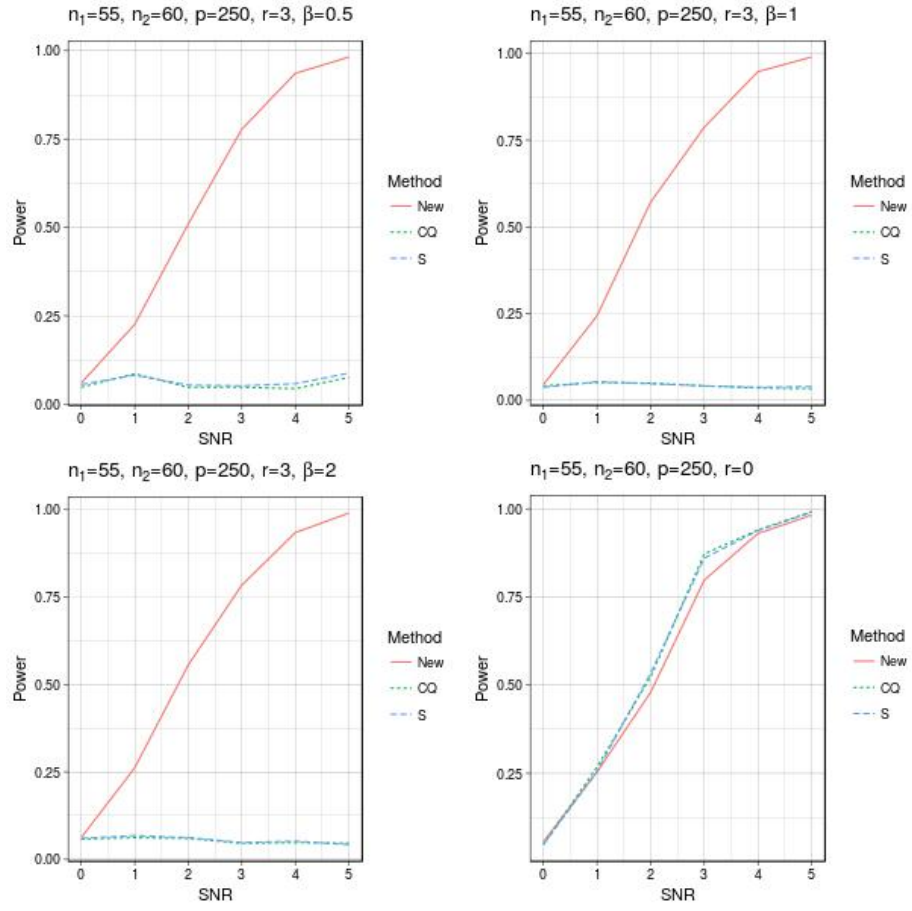 n₁=55, n₂=60, p=250, r=3, β=0.5
1.00
0.75
0.50
0.25
0.00
Power
0 1 2 3 4 5
SNR
Method
New
CQ
S
n₁=55, n₂=60, p=250, r=3, β=1
1.00
0.75
0.50
0.25
0.00
Power
0 1 2 3 4 5
SNR
Method
New
CQ
S
n₁=55, n₂=60, p=250, r=3, β=2
1.00
0.75
0.50
0.25
0.00
Power
0 1 2 3 4 5
SNR
Method
New
CQ
S
n₁=55, n₂=60, p=250, r=0
1.00
0.75
0.50
0.25
Power
0 1 2 3 4 5
SNR
Method
New
CQ
S